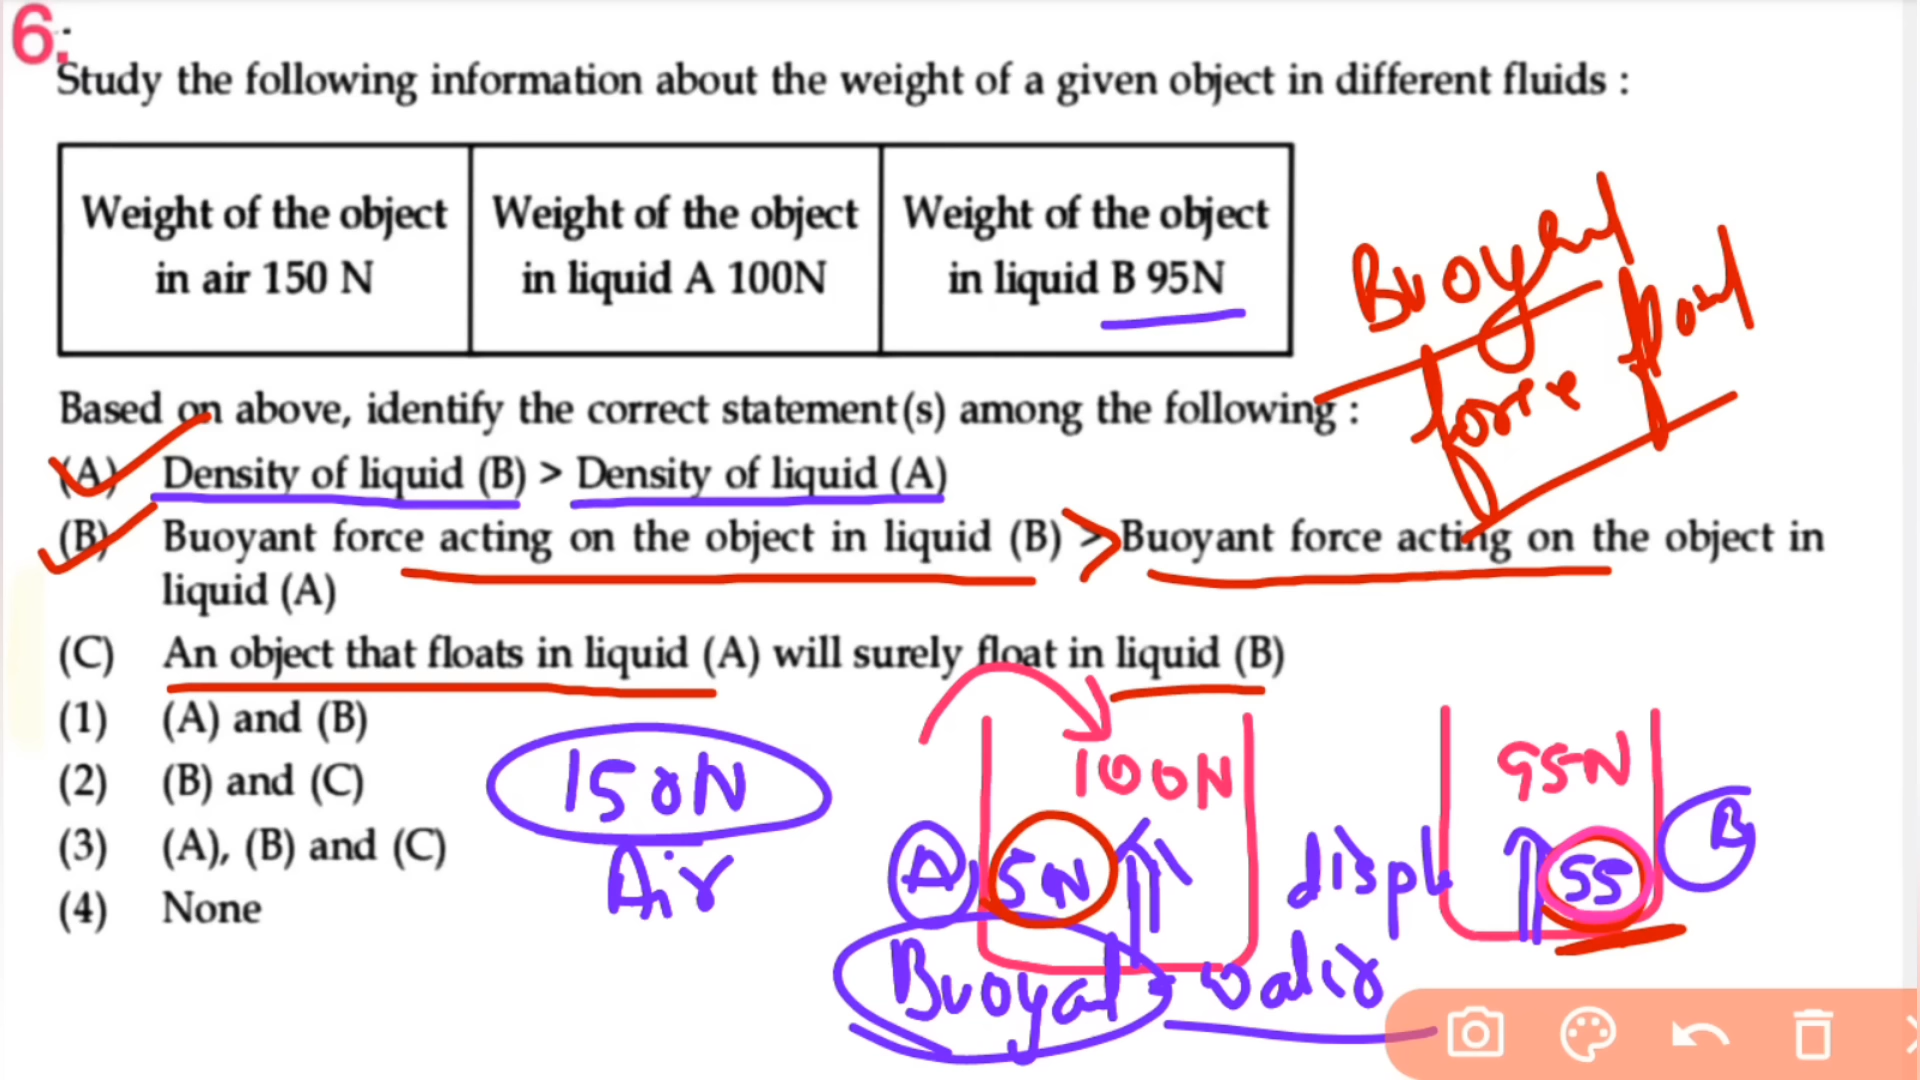 6.
Study the following information about the weight of a given object in different fluids :
Weight of the object in air 150 N
Weight of the object in liquid A 100N
Weight of the object in liquid B 95N
Based on above, identify the correct statement(s) among the following :
(A) Density of liquid (B) > Density of liquid (A)
(B) Buoyant force acting on the object in liquid (B) > Buoyant force acting on the object in
liquid (A)
(C) An object that floats in liquid (A) will surely float in liquid (B)
(1) (A) and (B)
(2) (B) and (C)
(3) (A), (B) and (C)
(4) None
Buoyant
force
>
150N
Air
100N
A
95N
55
B
displ